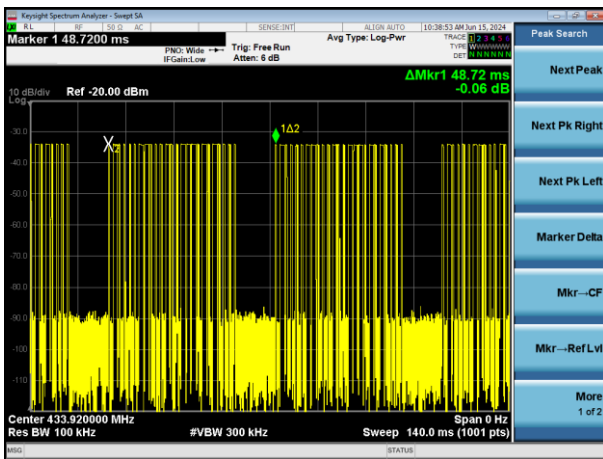 Keysight Spectrum Analyzer - Swept SA
RL RF 50 Ω AC SENSE:INT ALIGN AUTO 10:38:53 AM Jun 15, 2024
Marker 1 48.7200 ms
PNO: Wide
IFGain:Low
Trig: Free Run
Atten: 6 dB
Avg Type: Log-Pwr
TRACE 1 2 3 4 5 6
TYPE WWWWWW
DET N N N N N N
Peak Search
ΔMkr1 48.72 ms
-0.06 dB
10 dB/div
Log
Ref -20.00 dBm
1Δ2
X2
-30.0
-40.0
-50.0
-60.0
-70.0
-80.0
-90.0
-100
-110
Next Peak
Next Pk Right
Next Pk Left
Marker Delta
Mkr→CF
Mkr→Ref Lvl
More
1 of 2
Center 433.920000 MHz
Span 0 Hz
Res BW 100 kHz
#VBW 300 kHz
Sweep 140.0 ms (1001 pts)
MSG
STATUS